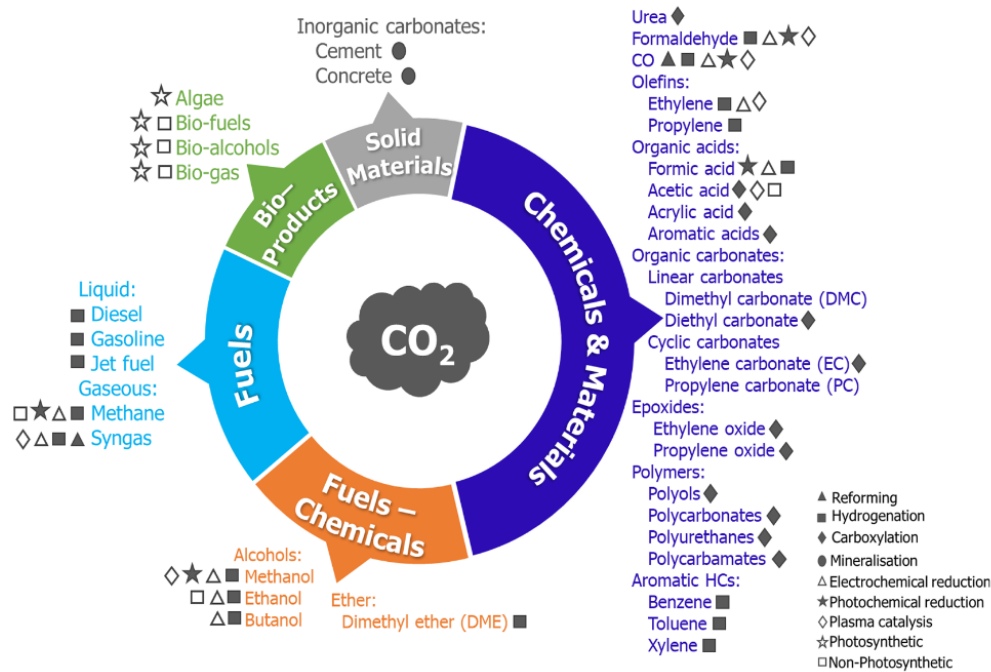 Inorganic carbonates:
Cement
Concrete
Algae
Bio-fuels
Bio-alcohols
Bio-gas
Solid
Materials
Bio–
Products
Liquid:
Diesel
Gasoline
Jet fuel
Gaseous:
Methane
Syngas
Fuels
CO2
Fuels –
Chemicals
Alcohols:
Methanol
Ethanol
Butanol
Ether:
Dimethyl ether (DME)
Chemicals & Materials
Urea
Formaldehyde
CO
Olefins:
Ethylene
Propylene
Organic acids:
Formic acid
Acetic acid
Acrylic acid
Aromatic acids
Organic carbonates:
Linear carbonates
Dimethyl carbonate (DMC)
Diethyl carbonate
Cyclic carbonates
Ethylene carbonate (EC)
Propylene carbonate (PC)
Epoxides:
Ethylene oxide
Propylene oxide
Polymers:
Polyols
Polycarbonates
Polyurethanes
Polycarbamates
Aromatic HCs:
Benzene
Toluene
Xylene
Reforming
Hydrogenation
Carboxylation
Mineralisation
Electrochemical reduction
Photochemical reduction
Plasma catalysis
Photosynthetic
Non-Photosynthetic